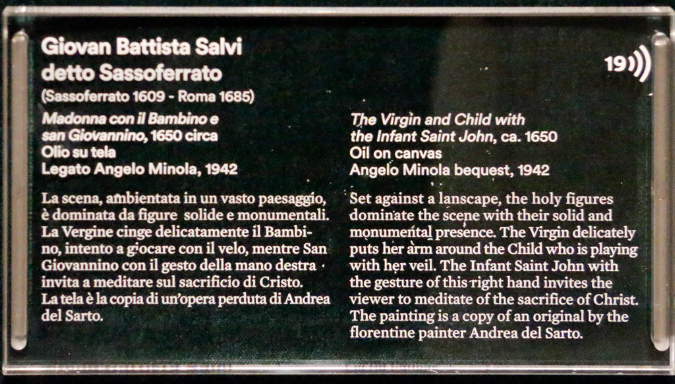 Giovan Battista Salvi
detto Sassoferrato
(Sassoferrato 1609 - Roma 1685)
Madonna con il Bambino e
san Giovannino, 1650 circa
Olio su tela
Legato Angelo Minola, 1942
La scena, ambientata in un vasto paesaggio,
è dominata da figure solide e monumentali.
La Vergine cinge delicatamente il Bambi-
no, intento a giocare con il velo, mentre San
Giovannino con il gesto della mano destra
invita a meditare sul sacrificio di Cristo.
La tela è la copia di un'opera perduta di Andrea
del Sarto.
19
The Virgin and Child with
the Infant Saint John, ca. 1650
Oil on canvas
Angelo Minola bequest, 1942
Set against a lanscape, the holy figures
dominate the scene with their solid and
monumental presence. The Virgin delicately
puts her arm around the Child who is playing
with her veil. The Infant Saint John with
the gesture of this right hand invites the
viewer to meditate of the sacrifice of Christ.
The painting is a copy of an original by the
florentine painter Andrea del Sarto.